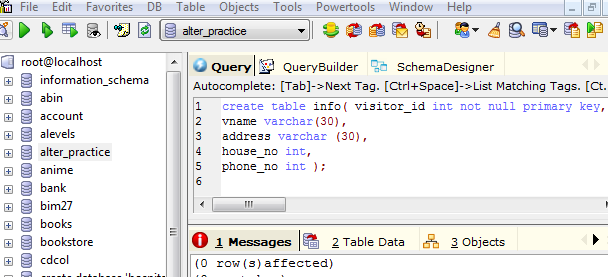 File Edit Favorites DB Table Objects Tools Powertools Window Help
alter_practice
root@localhost
information_schema
abin
account
alevels
alter_practice
anime
bank
bim27
books
bookstore
cdcol
Query QueryBuilder SchemaDesigner
Autocomplete: [Tab]->Next Tag. [Ctrl+Space]->List Matching Tags. [Ct.
1 create table info( visitor_id int not null primary key,
2 vname varchar(30),
3 address varchar (30),
4 house_no int,
5 phone_no int );
6
1 Messages 2 Table Data 3 Objects
(0 row(s)affected)